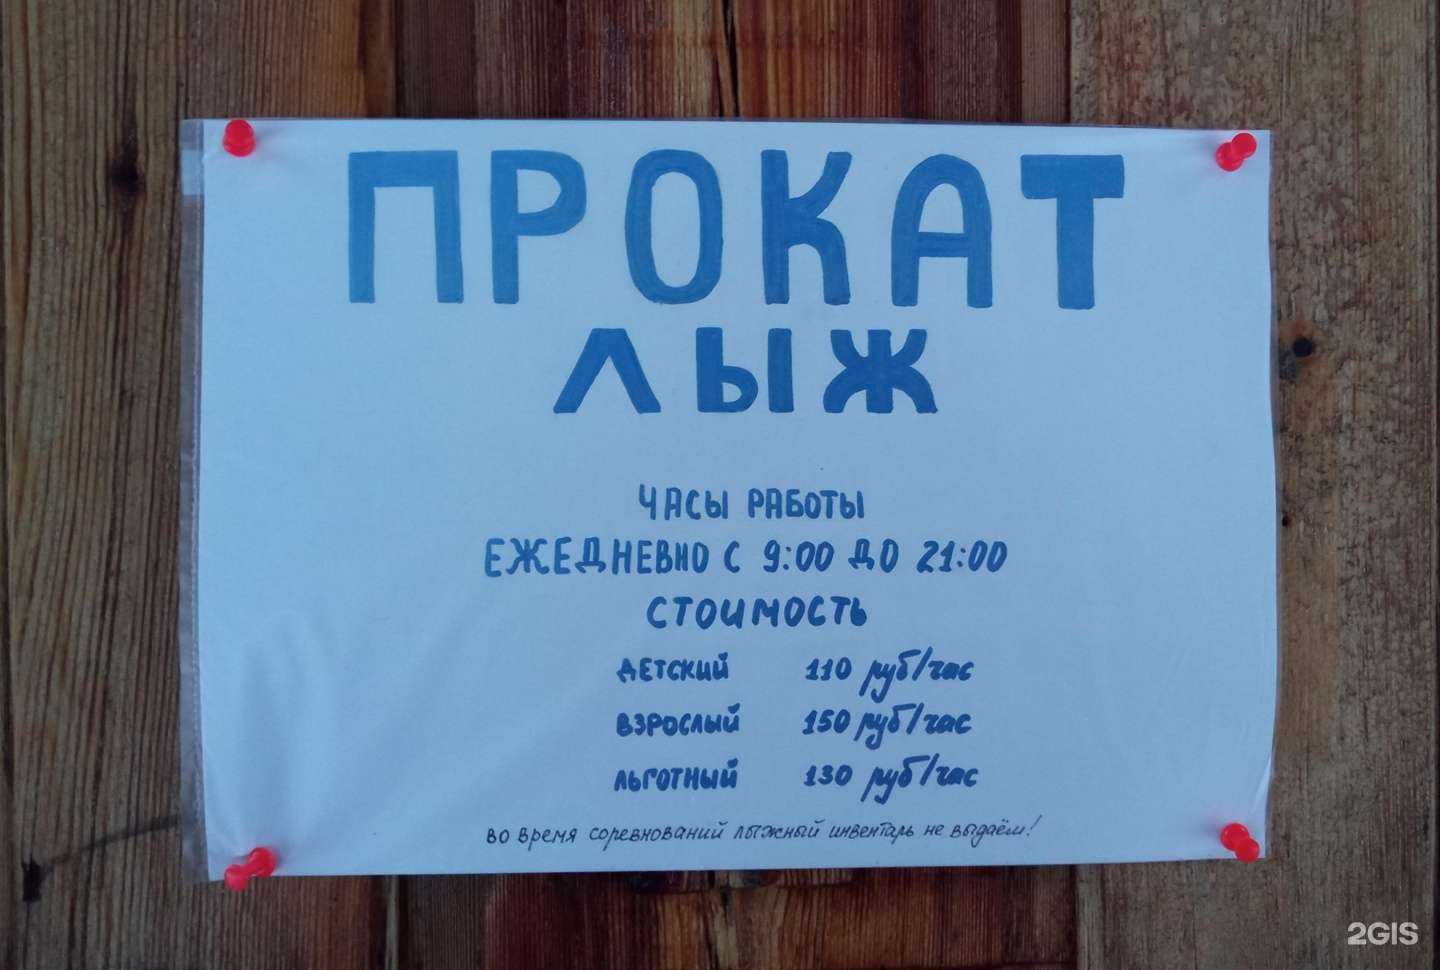 ПРОКАТ
ЛЫЖ
ЧАСЫ РАБОТЫ
ЕЖЕДНЕВНО С 9:00 ДО 21:00
СТОИМОСТЬ
ДЕТСКИЙ 110 руб/час
ВЗРОСЛЫЙ 150 руб/час
ЛЬГОТНЫЙ 130 руб/час
во время соревнований лыжный инвентарь не выдаём!
2GIS